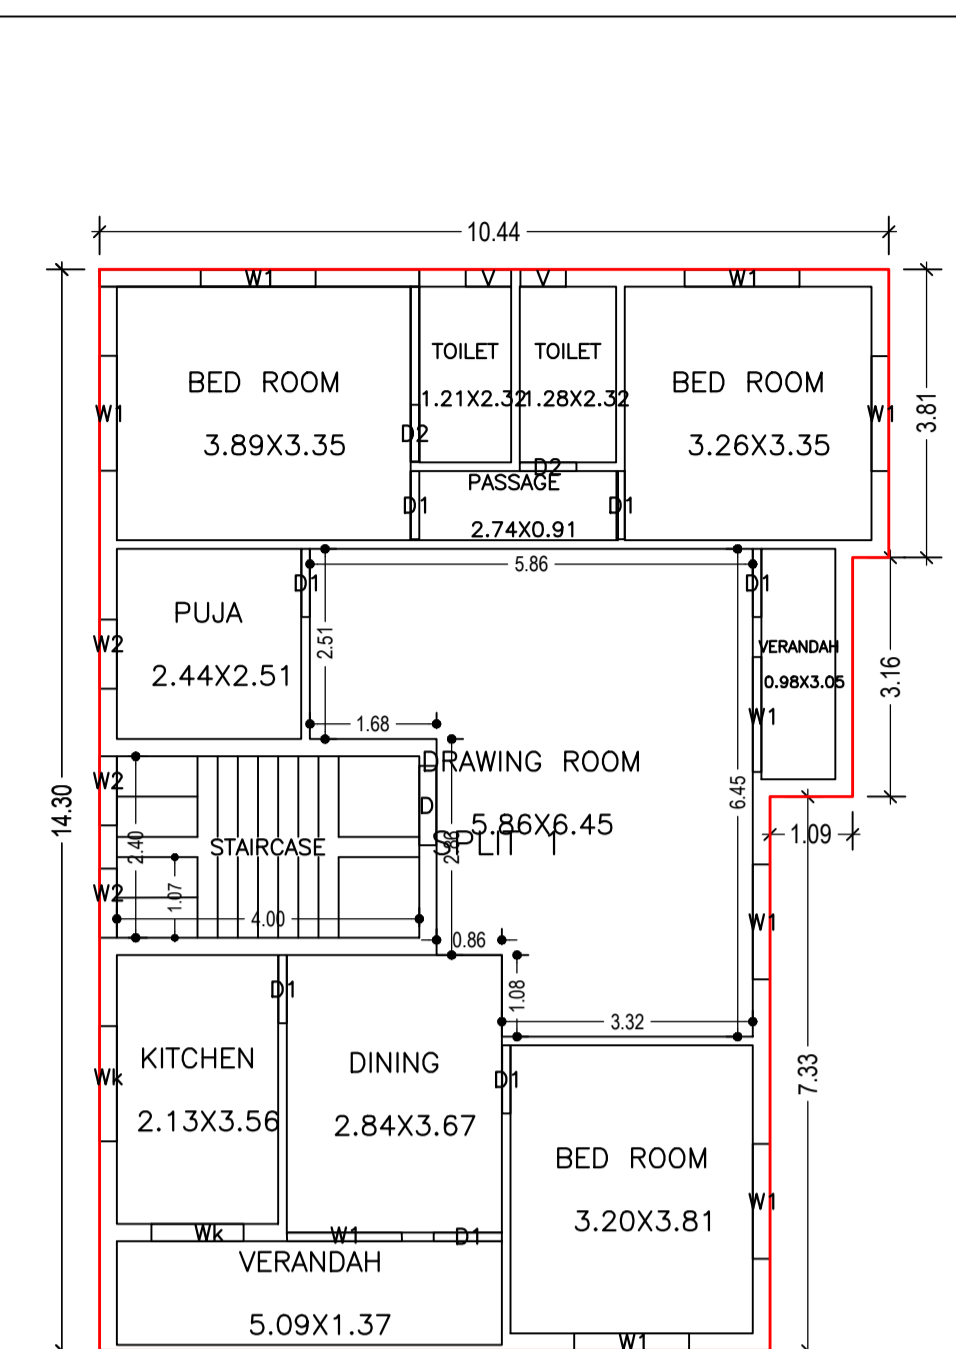 10.44
W1
V
V
W1
TOILET
TOILET
BED ROOM
BED ROOM
1.21X2.32
1.28X2.32
W1
W1
3.81
D2
3.89X3.35
3.26X3.35
D2
PASSAGE
D1
D1
2.74X0.91
5.86
D1
D1
PUJA
2.51
W2
VERANDAH
2.44X2.51
0.98X3.05
3.16
1.68
W1
DRAWING ROOM
W2
6.45
14.30
D
5.86X6.45
1.09
STAIRCASE
2.40
2.86
SPLIT 1
W2
1.07
4.00
W1
0.86
D1
1.08
3.32
KITCHEN
DINING
Wk
D1
7.33
2.13X3.56
2.84X3.67
BED ROOM
W1
3.20X3.81
Wk
W1
D1
VERANDAH
5.09X1.37
W1